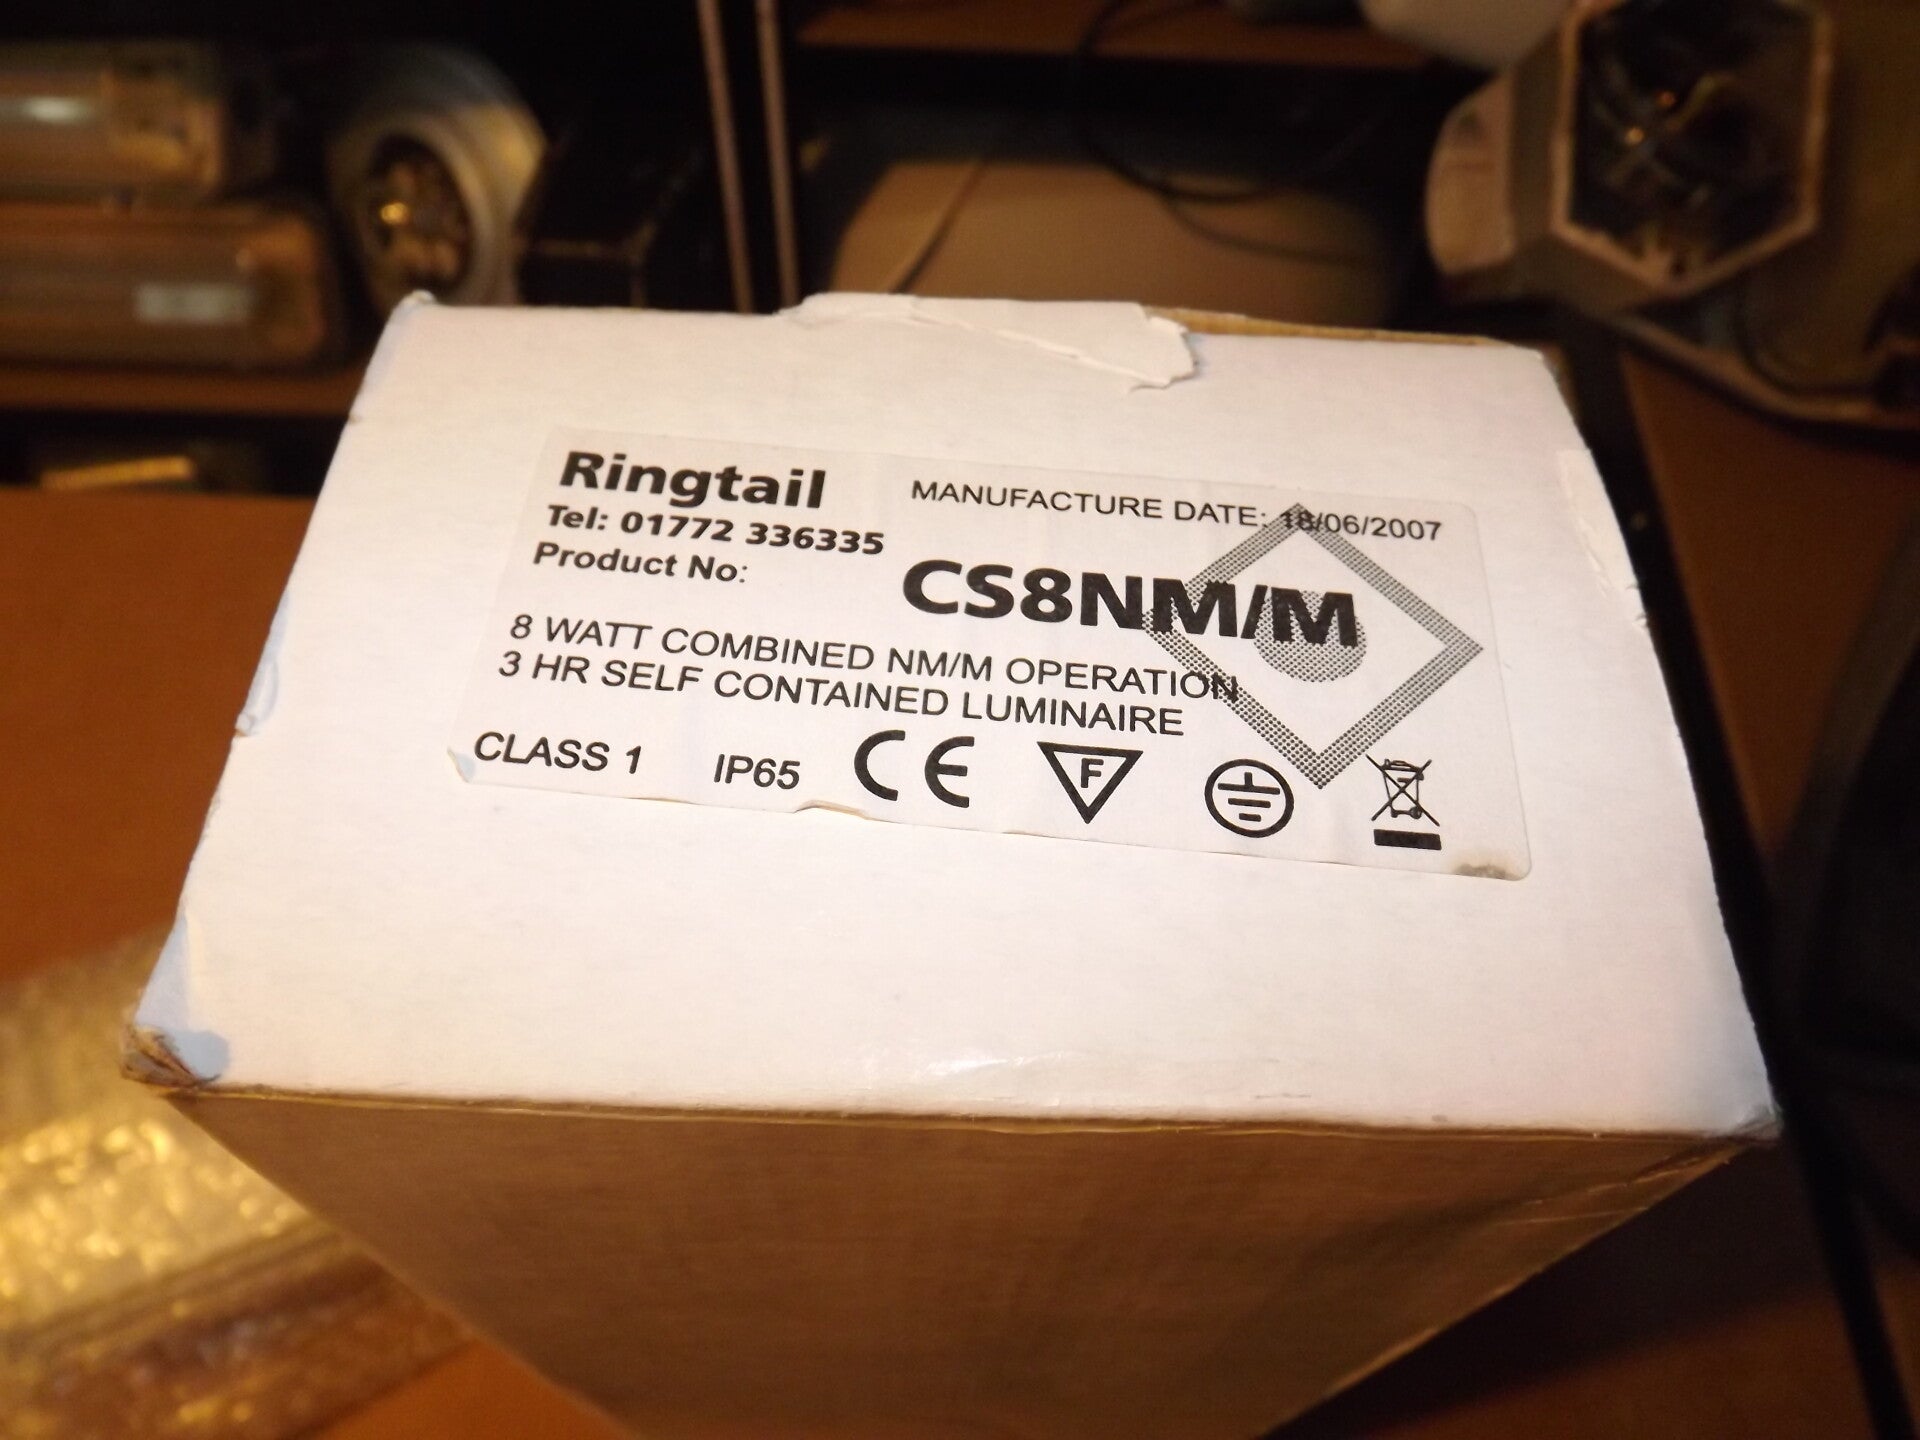 Ringtail
MANUFACTURE DATE: 18/06/2007
Tel: 01772 336335
Product No:
CS8NM/M
8 WATT COMBINED NM/M OPERATION
3 HR SELF CONTAINED LUMINAIRE
CLASS 1 IP65 CE F